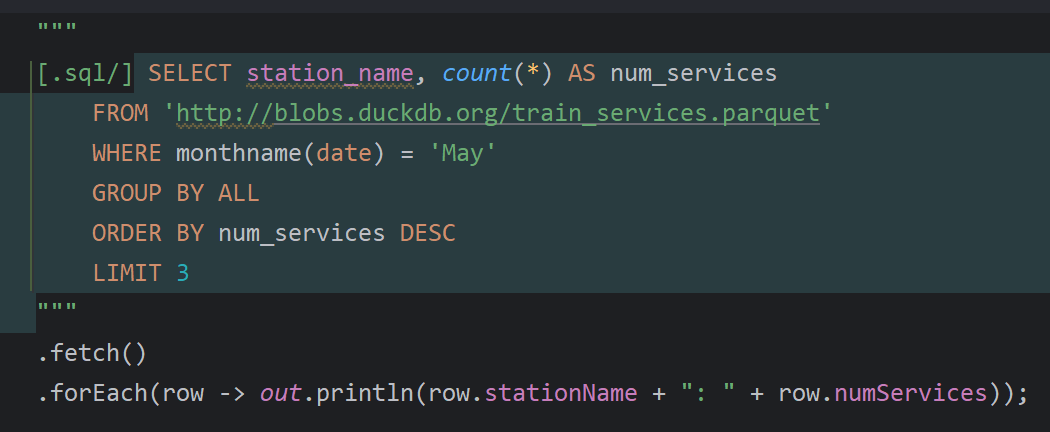 """
[.sql/] SELECT station_name, count(*) AS num_services
    FROM 'http://blobs.duckdb.org/train_services.parquet'
    WHERE monthname(date) = 'May'
    GROUP BY ALL
    ORDER BY num_services DESC
    LIMIT 3
"""
.fetch()
.forEach(row -> out.println(row.stationName + ": " + row.numServices));